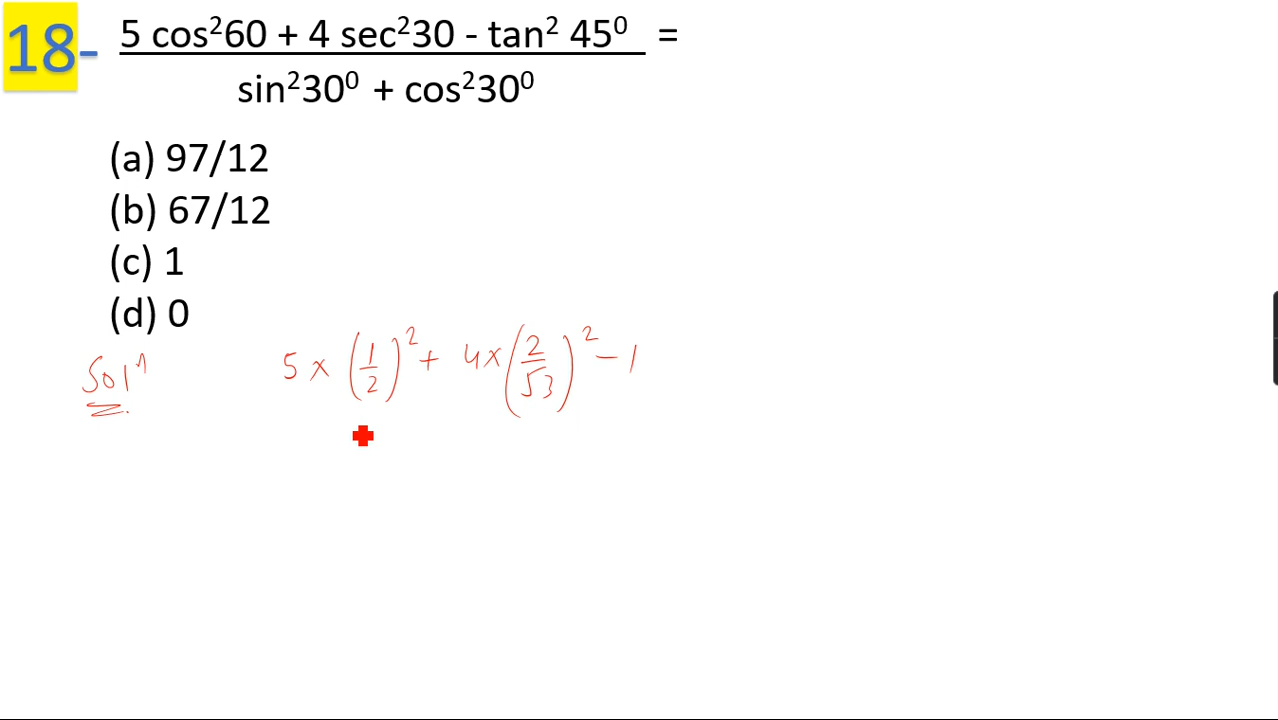 18- 5 cos²60 + 4 sec²30 - tan² 45⁰ =
sin²30⁰ + cos²30⁰
(a) 97/12
(b) 67/12
(c) 1
(d) 0
Solⁿ 5 × (1/2)² + 4 × (2/√3)² - 1